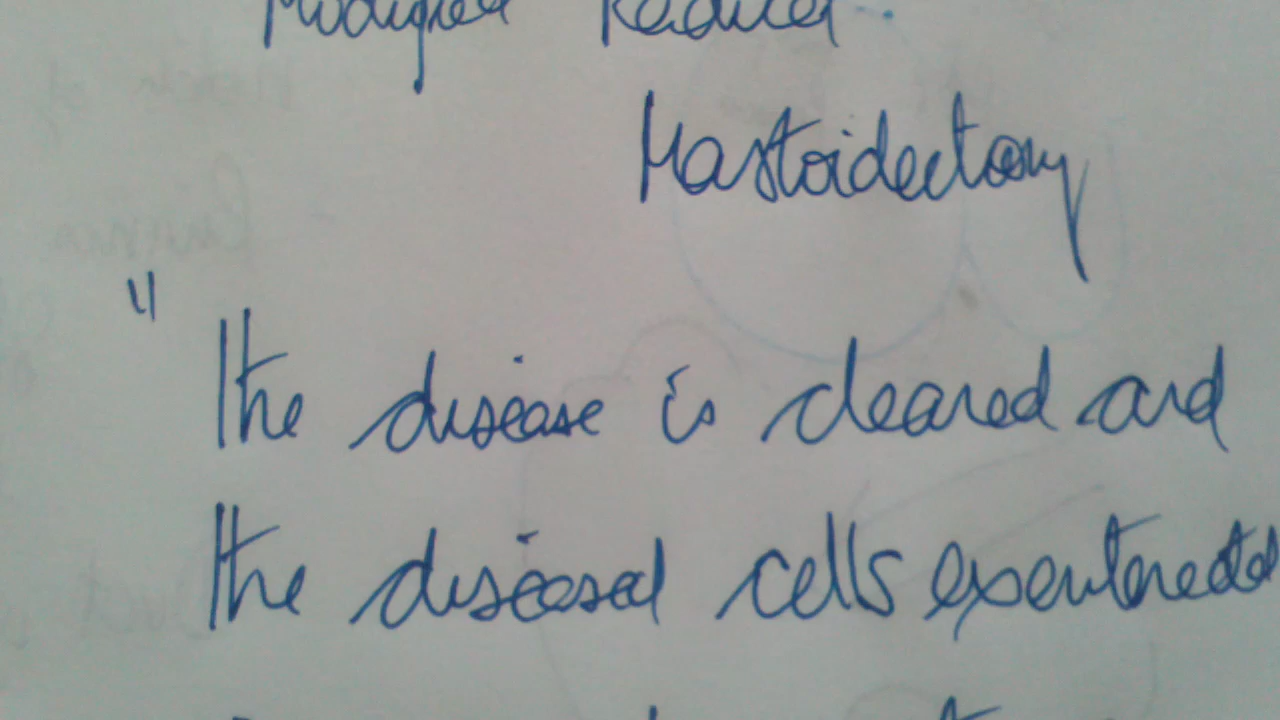 Modified Radical
Mastoidectomy
"
The disease is cleared and
the diseased cells exenterated